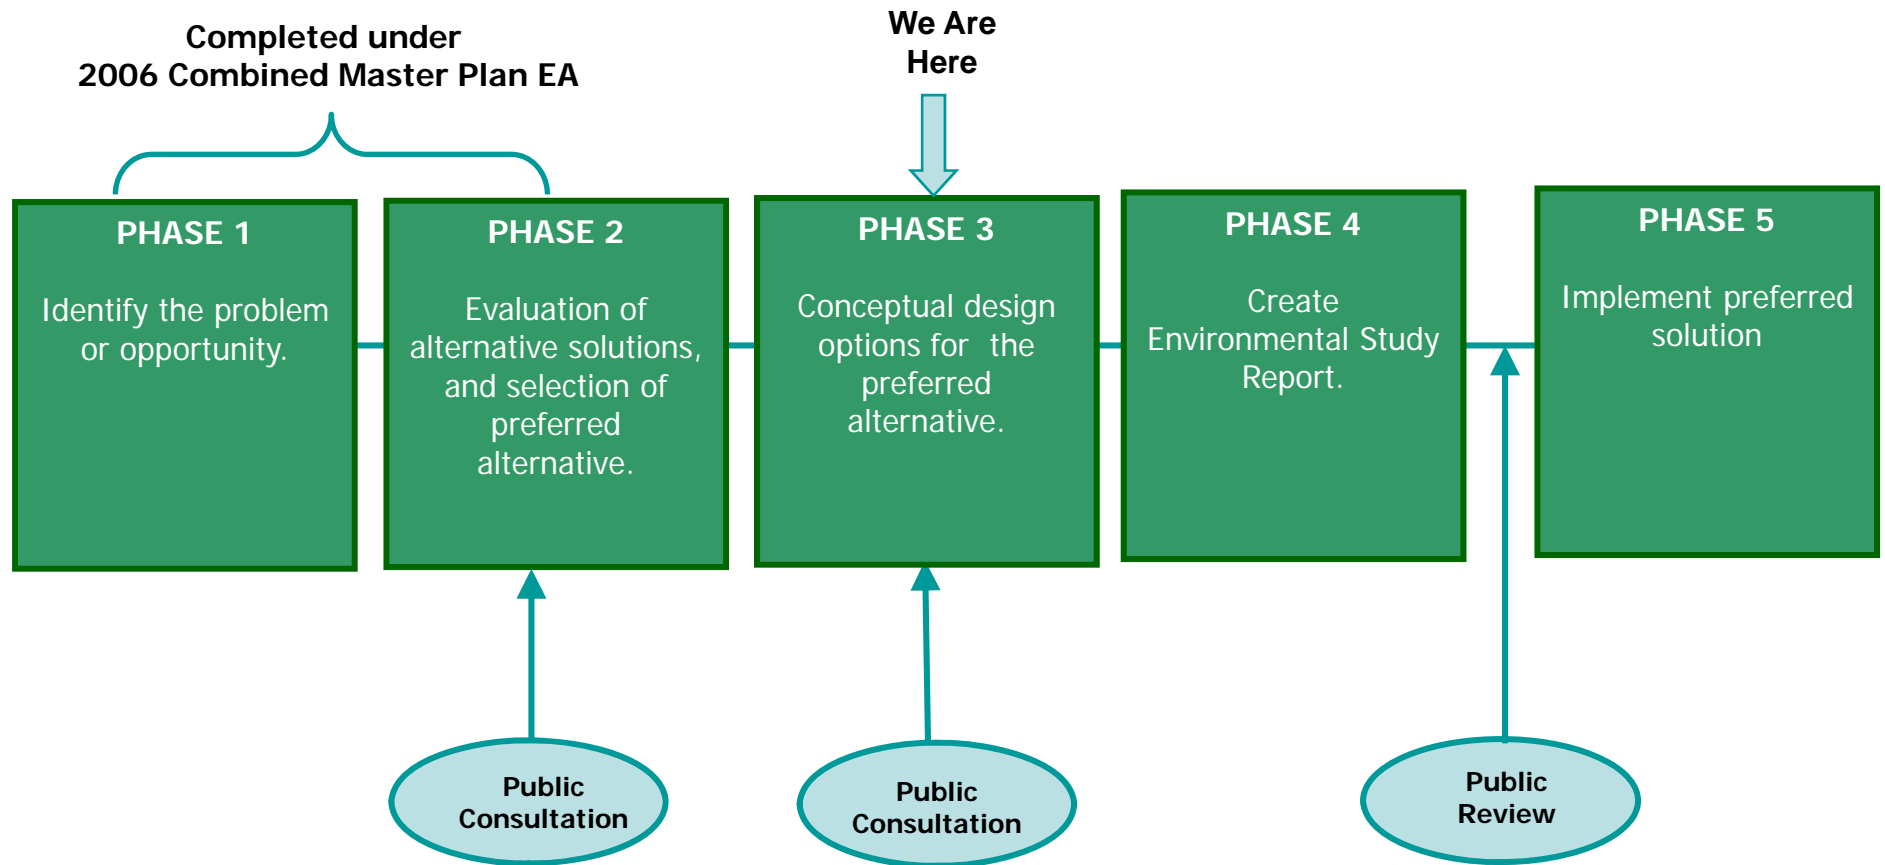 Completed under
2006 Combined Master Plan EA
We Are
Here
PHASE 1
Identify the problem
or opportunity.
PHASE 2
Evaluation of
alternative solutions,
and selection of
preferred
alternative.
PHASE 3
Conceptual design
options for the
preferred
alternative.
PHASE 4
Create
Environmental Study
Report.
PHASE 5
Implement preferred
solution
Public
Consultation
Public
Consultation
Public
Review